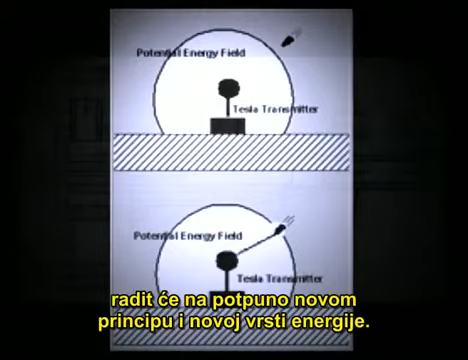 Potential Energy Field
Tesla Transmitter
Potential Energy Field
Tesla Transmitter
radit će na potpuno novom
principu i novoj vrsti energije.